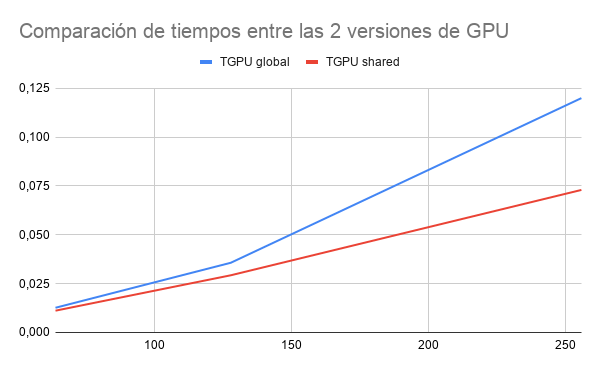 Comparación de tiempos entre las 2 versiones de GPU
TGPU global TGPU shared
0,125
0,100
0,075
0,050
0,025
0,000
100 150 200 250